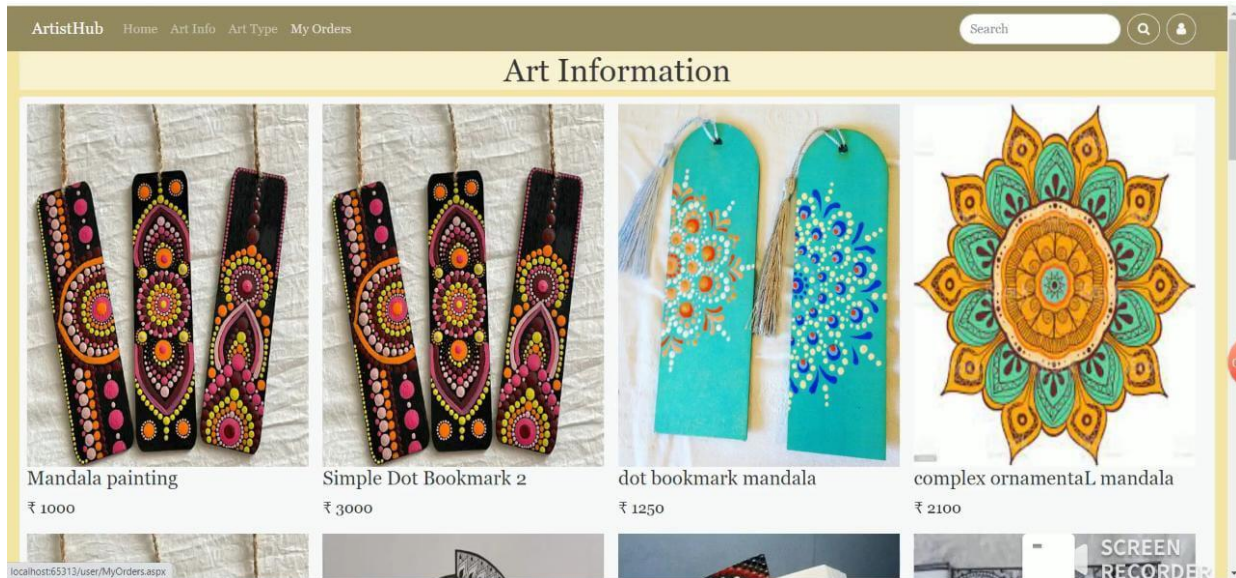 ArtistHub Home Art Info Art Type My Orders Search
Art Information
Mandala painting
₹ 1000
Simple Dot Bookmark 2
₹ 3000
dot bookmark mandala
₹ 1250
complex ornamentaL mandala
₹ 2100
localhost:65313/user/MyOrders.aspx
SCREEN
RECORDER